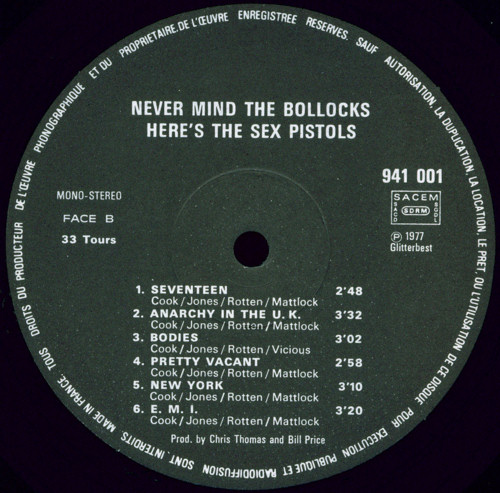 TOUS DROITS DU PRODUCTEUR DE L'ŒUVRE PHONOGRAPHIQUE ET DU PROPRIETAIRE.DE L'ŒUVRE ENREGISTREE RESERVES. SAUF AUTORISATION, LA DUPLICATION, LA LOCATION, LE PRET, OU L'UTILISATION DE CE DISQUE POUR EXECUTION PUBLIQUE ET RADIODIFFUSION SONT. INTERDITS MADE IN FRANCE.
NEVER MIND THE BOLLOCKS
HERE'S THE SEX PISTOLS
941 001
MONO-STEREO
FACE B
33 Tours
SACEM
SACD
SDRM
SGDL
℗ 1977
Glitterbest
1. SEVENTEEN 2'48
Cook/Jones/Rotten/Mattlock
2. ANARCHY IN THE U.K. 3'32
Cook/Jones/Rotten/Mattlock
3. BODIES 3'02
Cook/Jones/Rotten/Vicious
4. PRETTY VACANT 2'58
Cook/Jones/Rotten/Mattlock
5. NEW YORK 3'10
Cook/Jones/Rotten/Mattlock
6. E. M. I. 3'20
Cook/Jones/Rotten/Mattlock
Prod. by Chris Thomas and Bill Price